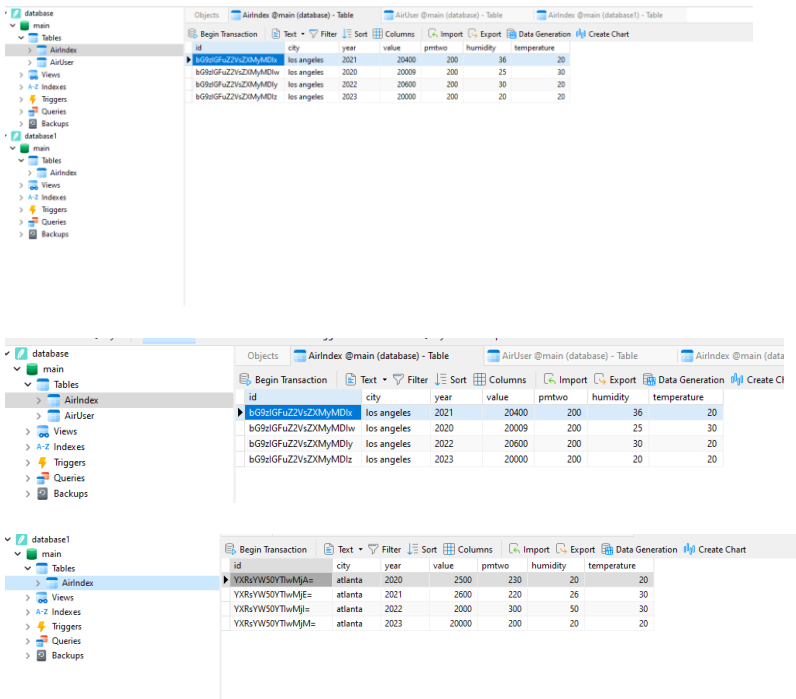 database
main
Tables
AirIndex
AirUser
Views
A-Z Indexes
Triggers
Queries
Backups
database1
main
Tables
AirIndex
Views
A-Z Indexes
Triggers
Queries
Backups
Objects AirIndex @main (database) - Table AirUser @main (database) - Table AirIndex @main (database1) - Table
Begin Transaction Text Filter Sort Columns Import Export Data Generation Create Chart
id city year value pmtwo humidity temperature
bG9zIGFuZ2VsZXMyMDIx los angeles 2021 20400 200 36 20
bG9zIGFuZ2VsZXMyMDIw los angeles 2020 20009 200 25 30
bG9zIGFuZ2VsZXMyMDIy los angeles 2022 20600 200 30 20
bG9zIGFuZ2VsZXMyMDIz los angeles 2023 20000 200 20 20
database
main
Tables
AirIndex
AirUser
Views
A-Z Indexes
Triggers
Queries
Backups
Objects AirIndex @main (database) - Table AirUser @main (database) - Table AirIndex @main (data
Begin Transaction Text Filter Sort Columns Import Export Data Generation Create Ch
id city year value pmtwo humidity temperature
bG9zIGFuZ2VsZXMyMDIx los angeles 2021 20400 200 36 20
bG9zIGFuZ2VsZXMyMDIw los angeles 2020 20009 200 25 30
bG9zIGFuZ2VsZXMyMDIy los angeles 2022 20600 200 30 20
bG9zIGFuZ2VsZXMyMDIz los angeles 2023 20000 200 20 20
database1
main
Tables
AirIndex
Views
A-Z Indexes
Triggers
Queries
Backups
Begin Transaction Text Filter Sort Columns Import Export Data Generation Create Chart
id city year value pmtwo humidity temperature
YXRsYW50YTIwMjA= atlanta 2020 2500 230 20 20
YXRsYW50YTIwMjE= atlanta 2021 2600 220 26 30
YXRsYW50YTIwMjI= atlanta 2022 2000 300 50 30
YXRsYW50YTIwMjM= atlanta 2023 20000 200 20 20